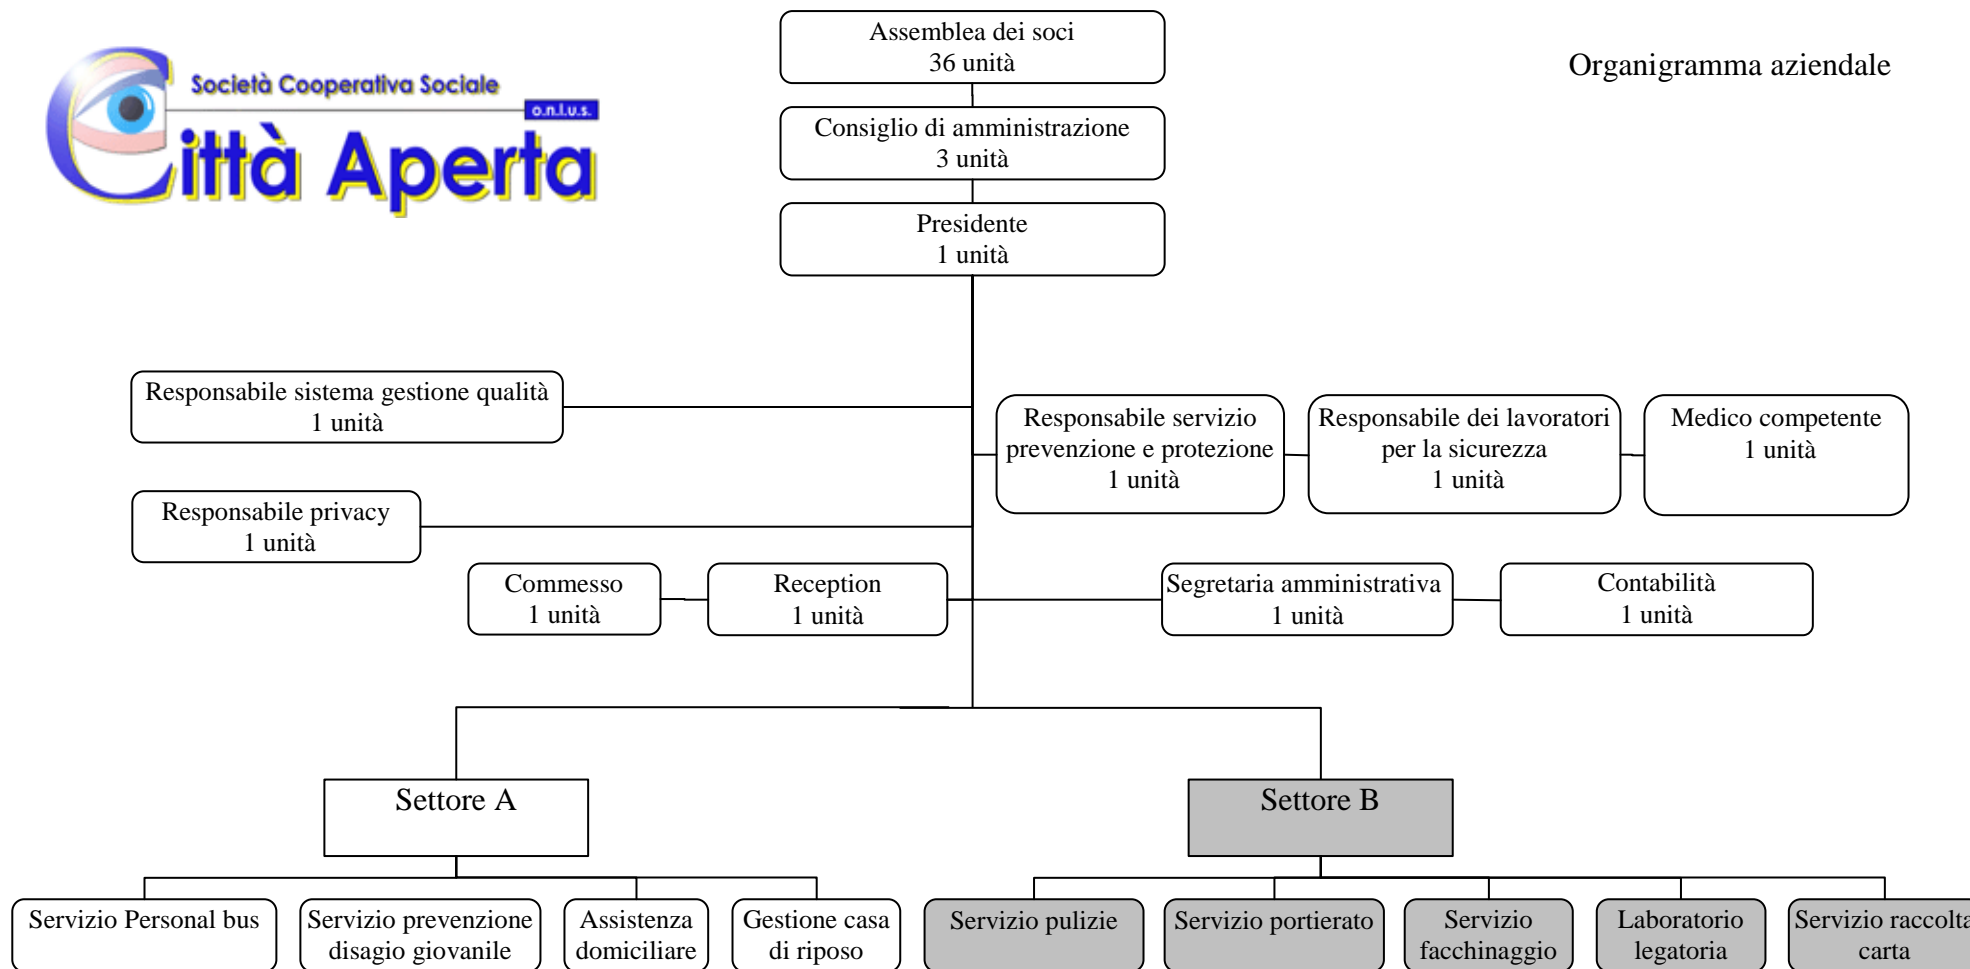 Società Cooperativa Sociale
o.n.l.u.s.
Città Aperta
Organigramma aziendale
Assemblea dei soci
36 unità
Consiglio di amministrazione
3 unità
Presidente
1 unità
Responsabile sistema gestione qualità
1 unità
Responsabile servizio
prevenzione e protezione
1 unità
Responsabile dei lavoratori
per la sicurezza
1 unità
Medico competente
1 unità
Responsabile privacy
1 unità
Commesso
1 unità
Reception
1 unità
Segretaria amministrativa
1 unità
Contabilità
1 unità
Settore A
Settore B
Servizio Personal bus
Servizio prevenzione
disagio giovanile
Assistenza
domiciliare
Gestione casa
di riposo
Servizio pulizie
Servizio portierato
Servizio
facchinaggio
Laboratorio
legatoria
Servizio raccolta
carta